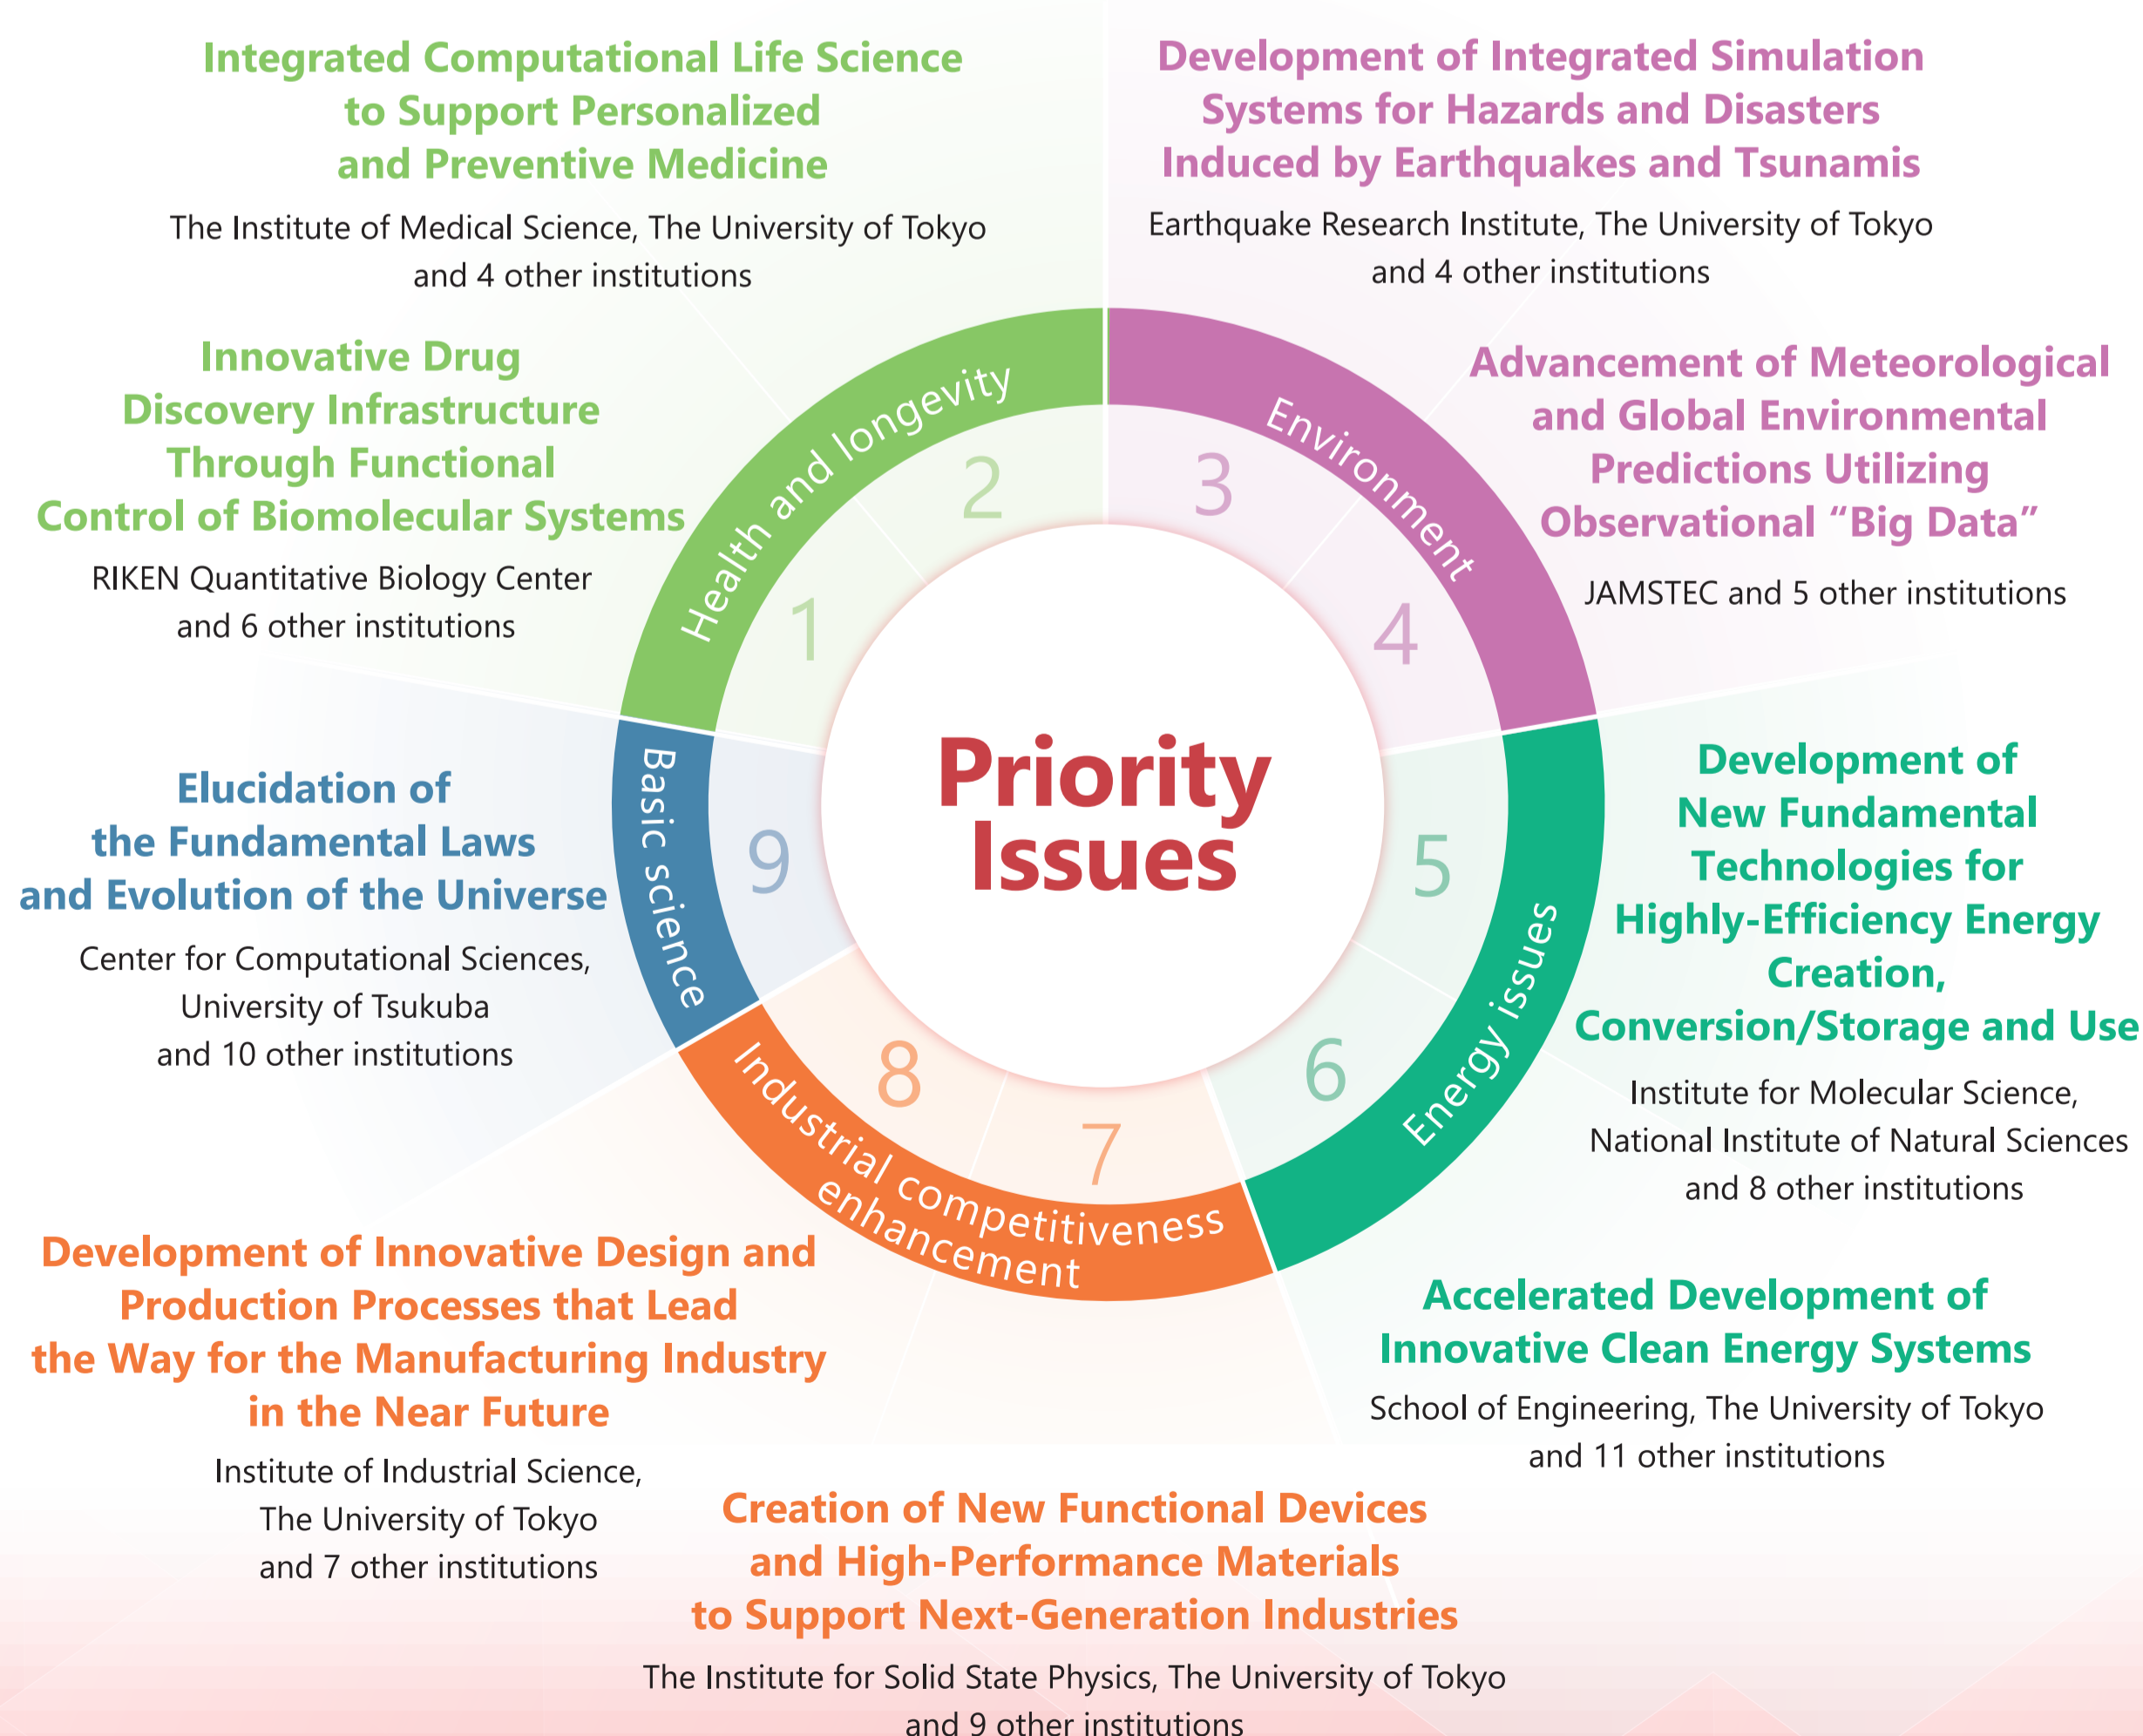 Integrated Computational Life Science
to Support Personalized
and Preventive Medicine
The Institute of Medical Science, The University of Tokyo
and 4 other institutions
Development of Integrated Simulation
Systems for Hazards and Disasters
Induced by Earthquakes and Tsunamis
Earthquake Research Institute, The University of Tokyo
and 4 other institutions
Innovative Drug
Discovery Infrastructure
Through Functional
Control of Biomolecular Systems
RIKEN Quantitative Biology Center
and 6 other institutions
Advancement of Meteorological
and Global Environmental
Predictions Utilizing
Observational “Big Data”
JAMSTEC and 5 other institutions
Health and longevity
Environment
2
3
1
4
Priority
Issues
Basic science
9
5
Energy issues
8
6
7
Industrial competitiveness
enhancement
Elucidation of
the Fundamental Laws
and Evolution of the Universe
Center for Computational Sciences,
University of Tsukuba
and 10 other institutions
Development of
New Fundamental
Technologies for
Highly-Efficiency Energy
Creation,
Conversion/Storage and Use
Institute for Molecular Science,
National Institute of Natural Sciences
and 8 other institutions
Development of Innovative Design and
Production Processes that Lead
the Way for the Manufacturing Industry
in the Near Future
Institute of Industrial Science,
The University of Tokyo
and 7 other institutions
Accelerated Development of
Innovative Clean Energy Systems
School of Engineering, The University of Tokyo
and 11 other institutions
Creation of New Functional Devices
and High-Performance Materials
to Support Next-Generation Industries
The Institute for Solid State Physics, The University of Tokyo
and 9 other institutions